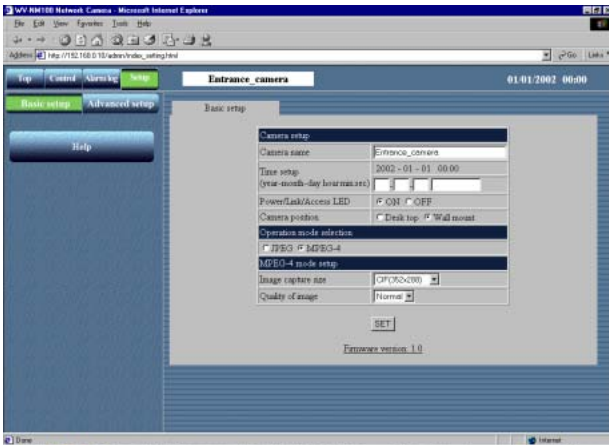 WV-NM100 Network Camera - Microsoft Internet Explorer
File Edit View Favorites Tools Help
Address http://192.168.0.10/admin/index_setting.html Go Links
Top Control Alarm log Setup Entrance_camera 01/01/2002 00:00
Basic setup Advanced setup
Basic setup
Help
Camera setup
Camera name Entrance_camera
Time setup 2002 - 01 - 01 00:00
(year-month-day hour:min:sec)
Power/Link/Access LED ON OFF
Camera position Desk top Wall mount
Operation mode selection
JPEG MPEG-4
MPEG-4 mode setup
Image capture size CIF(352x288)
Quality of image Normal
SET
Firmware version: 1.0
Done Internet